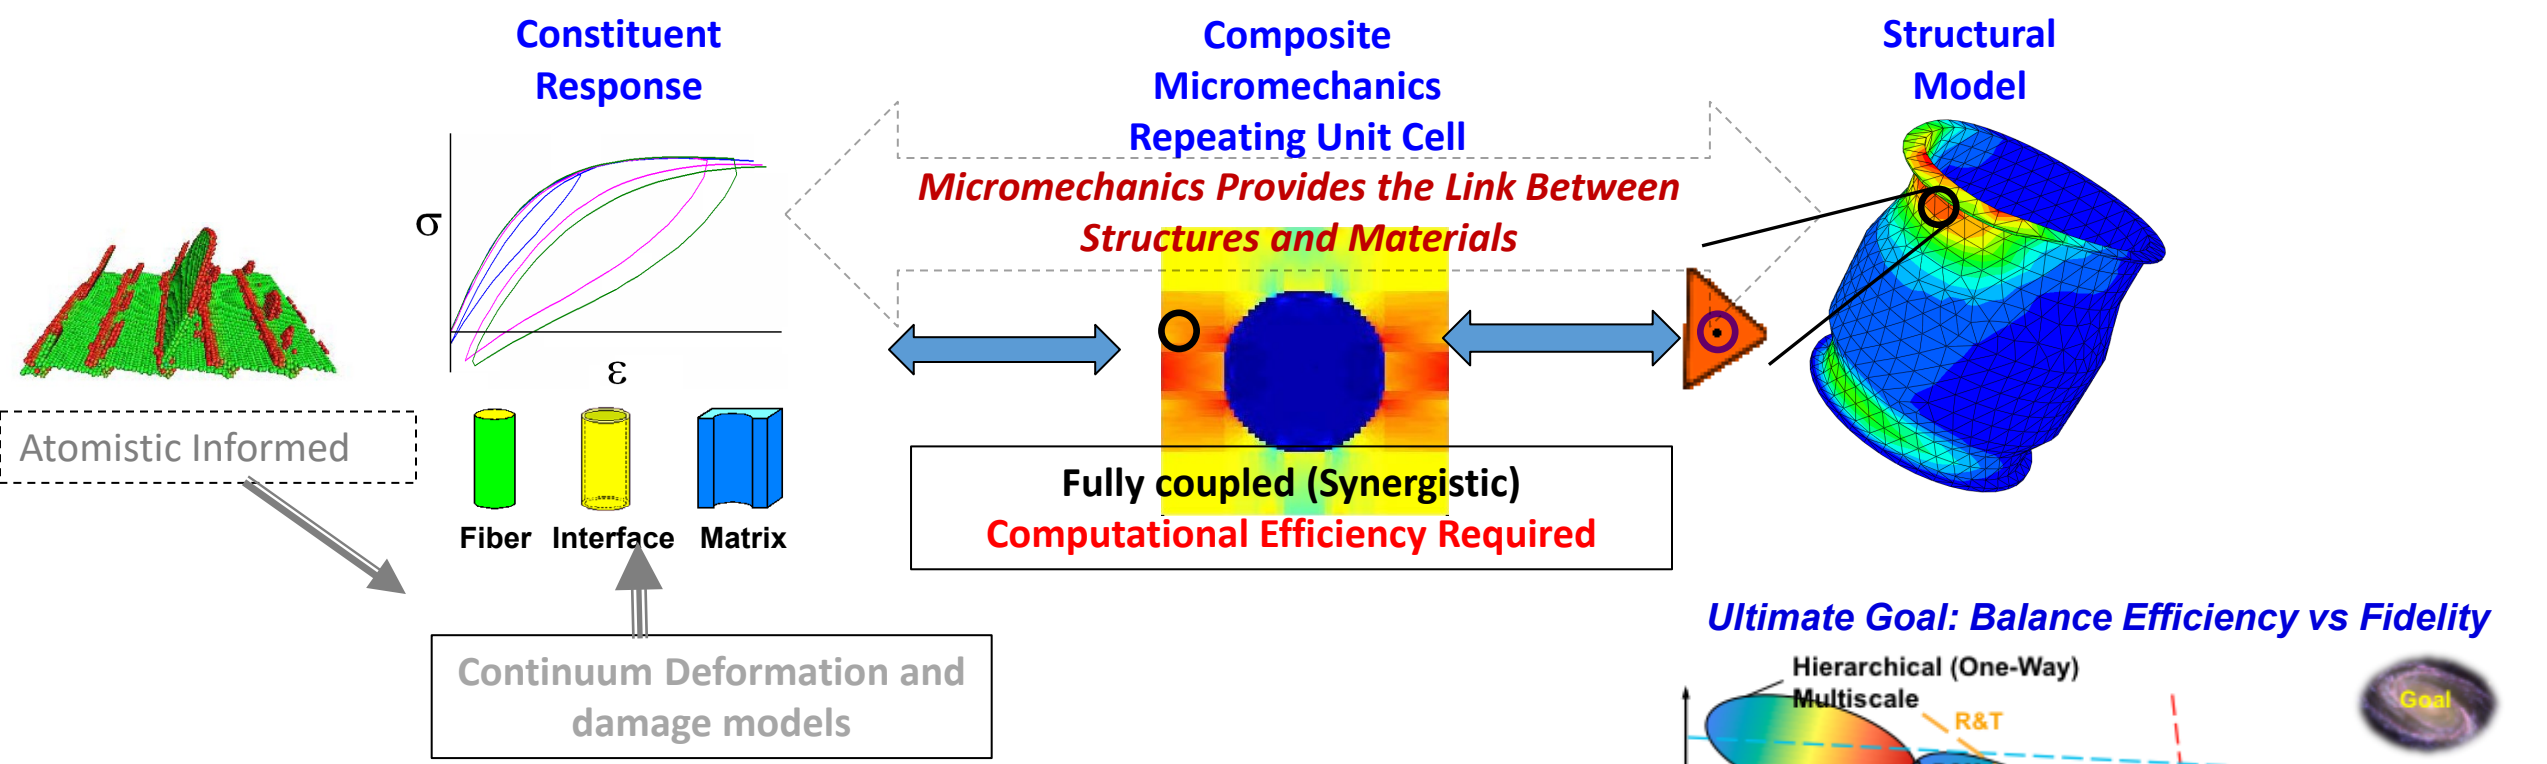 Constituent
Response
Composite
Micromechanics
Repeating Unit Cell
Structural
Model
Micromechanics Provides the Link Between
Structures and Materials
σ
ε
Atomistic Informed
Fiber Interface Matrix
Fully coupled (Synergistic)
Computational Efficiency Required
Continuum Deformation and
damage models
Ultimate Goal: Balance Efficiency vs Fidelity
Hierarchical (One-Way)
Multiscale
R&T
Goal